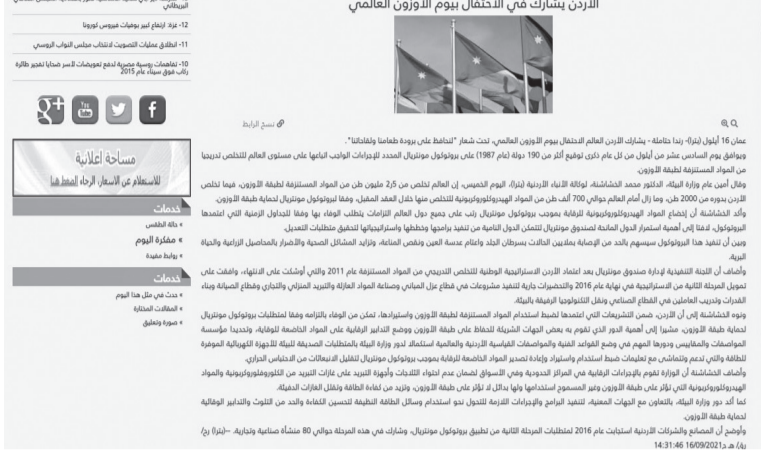 الأردن يشارك في الاحتفال بيوم الأوزون العالمي
نسخ الرابط
عمان 16 أيلول (بترا)- رندا حتاملة - يشارك الأردن العالم الاحتفال بيوم الأوزون العالمي، تحت شعار "لنحافظ على برودة طعامنا ولقاحاتنا".
ويوافق يوم السادس عشر من أيلول من كل عام ذكرى توقيع أكثر من 190 دولة (عام 1987) على بروتوكول مونتريال المحدد للإجراءات الواجب اتباعها على مستوى العالم للتخلص تدريجيا
من المواد المستنزفة لطبقة الأوزون.
وقال أمين عام وزارة البيئة، الدكتور محمد الخشاشنة، لوكالة الأنباء الأردنية (بترا)، اليوم الخميس، إن العالم تخلص من 2ر5 مليون طن من المواد المستنزفة لطبقة الأوزون، فيما تخلص
الأردن بدوره من 2000 طن، وما زال أمام العالم حوالي 700 ألف طن من المواد الهيدروكلوروكربونية للتخلص منها خلال العقد المقبل، وفقا لبروتوكول مونتريال لحماية طبقة الأوزون.
وأكد الخشاشنة أن إخضاع المواد الهيدروكلوروكربونية للرقابة بموجب بروتوكول مونتريال رتب على جميع دول العالم التزامات يتطلب الوفاء بها وفقا للجداول الزمنية التي اعتمدها
البروتوكول، لافتا إلى أهمية استمرار الدول المانحة لصندوق مونتريال لتتمكن الدول النامية من تنفيذ برامجها وخططها واستراتيجياتها لتحقيق متطلبات التعديل.
وبين أن تنفيذ هذا البروتوكول سيسهم بالحد من الإصابة بملايين الحالات بسرطان الجلد واعتام عدسة العين ونقص المناعة، وتزايد المشاكل الصحية والأضرار بالمحاصيل الزراعية والحياة
البرية.
وأضاف أن اللجنة التنفيذية لإدارة صندوق مونتريال بعد اعتماد الأردن الاستراتيجية الوطنية للتخلص التدريجي من المواد المستنزفة عام 2011 والتي أوشكت على الانتهاء، وافقت على
تمويل المرحلة الثانية من الاستراتيجية في نهاية عام 2016 والتحضيرات جارية لتنفيذ مشروعات في قطاع عزل المباني وصناعة المواد العازلة والتبريد المنزلي والتجاري وقطاع الصيانة وبناء
القدرات وتدريب العاملين في القطاع الصناعي ونقل التكنولوجيا الرفيقة بالبيئة.
ونوه الخشاشنة إلى أن الأردن، ضمن التشريعات التي اعتمدها لضبط استخدام المواد المستنزفة لطبقة الأوزون واستيرادها، تمكن من الوفاء بالتزامه وفقا لمتطلبات بروتوكول مونتريال
لحماية طبقة الأوزون، مشيرا إلى أهمية الدور الذي تقوم به بعض الجهات الشريكة للحفاظ على طبقة الأوزون ووضع التدابير الرقابية على المواد الخاضعة للوقاية، وتحديدا مؤسسة
المواصفات والمقاييس ودورها المهم في وضع القواعد الفنية والمواصفات القياسية الأردنية والعالمية استكمالا لدور وزارة البيئة بالمتطلبات الصديقة للبيئة للأجهزة الكهربائية الموفرة
للطاقة والتي تدعم وتتماشى مع تعليمات ضبط استخدام واستيراد وإعادة تصدير المواد الخاضعة للرقابة بموجب بروتوكول مونتريال لتقليل الانبعاثات من الاحتباس الحراري.
وأضاف الخشاشنة أن الوزارة تقوم بالإجراءات الرقابية في المراكز الحدودية وفي الأسواق لضمان عدم احتواء الثلاجات وأجهزة التبريد على غازات التبريد من الكلوروفلوروكربونية والمواد
الهيدروكلوروكربونية التي تؤثر على طبقة الأوزون وغير المسموح استخدامها ولها بدائل لا تؤثر على طبقة الأوزون، وتزيد من كفاءة الطاقة وتقلل الغازات الدفيئة.
كما أكد دور وزارة البيئة، بالتعاون مع الجهات المعنية، لتنفيذ البرامج والإجراءات اللازمة للتحول نحو استخدام وسائل الطاقة النظيفة لتحسين الكفاءة والحد من التلوث والتدابير الوقائية
لحماية طبقة الأوزون.
وأوضح أن المصانع والشركات الأردنية استجابت عام 2016 لمتطلبات المرحلة الثانية من تطبيق بروتوكول مونتريال، وشارك في هذه المرحلة حوالي 80 منشأة صناعية وتجارية. --(بترا) رح/
رق/ هـ ح16/09/2021 14:31:46
البريطاني
12- غزة: ارتفاع كبير بوفيات فيروس كورونا
11- انطلاق عمليات التصويت لانتخاب مجلس النواب الروسي
10- تفاهمات روسية مصرية لدفع تعويضات لأسر ضحايا تفجير طائرة
ركاب فوق سيناء عام 2015
g+ You Tube f
مساحة اعلانية
للاستعلام عن الاسعار، الرجاء الضغط هنا
خدمات
» حالة الطقس
» مفكرة اليوم
» روابط مفيدة
خدمات
» حدث في مثل هذا اليوم
» المقالات المختارة
» صورة وتعليق